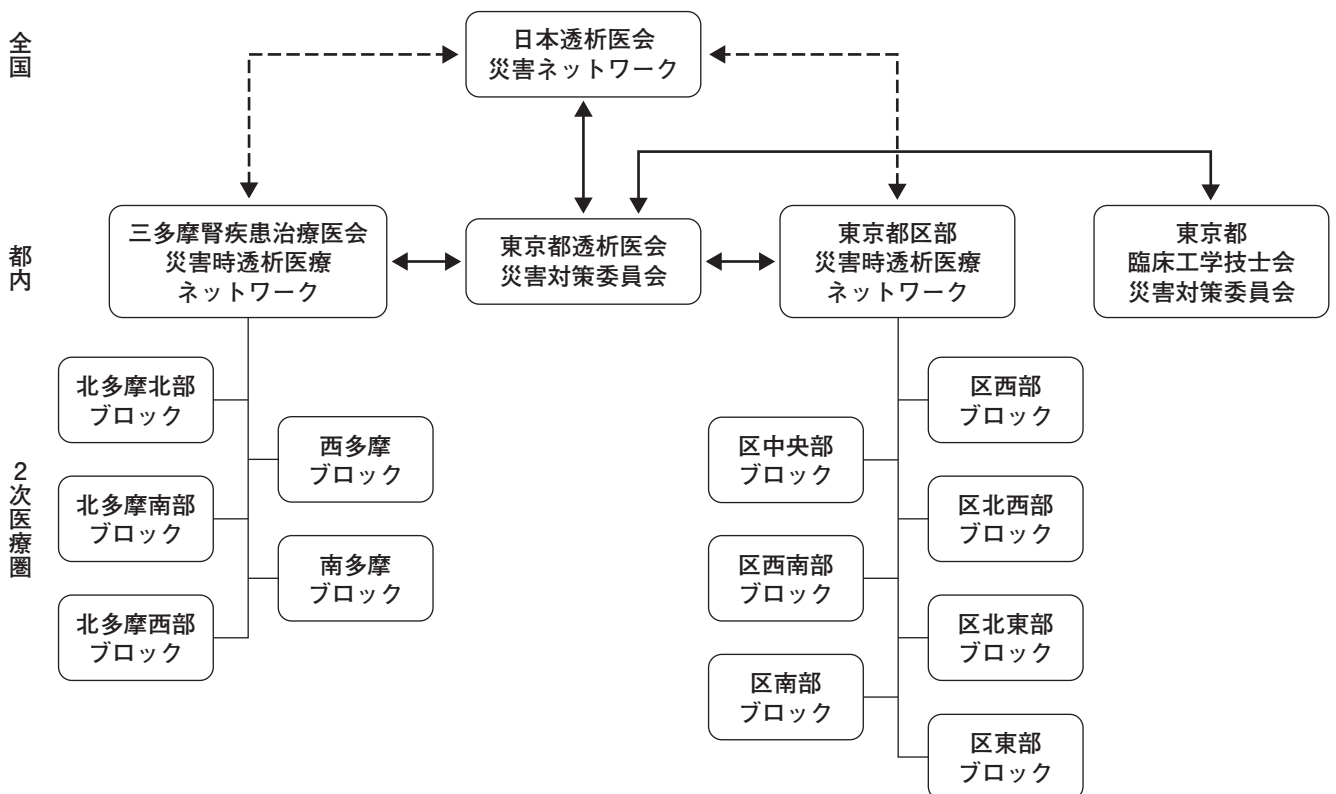 全国
日本透析医会
災害ネットワーク
都内
三多摩腎疾患治療医会
災害時透析医療
ネットワーク
東京都透析医会
災害対策委員会
東京都区部
災害時透析医療
ネットワーク
東京都
臨床工学技士会
災害対策委員会
2次医療圏
北多摩北部
ブロック
西多摩
ブロック
北多摩南部
ブロック
南多摩
ブロック
北多摩西部
ブロック
区西部
ブロック
区中央部
ブロック
区北西部
ブロック
区西南部
ブロック
区北東部
ブロック
区南部
ブロック
区東部
ブロック